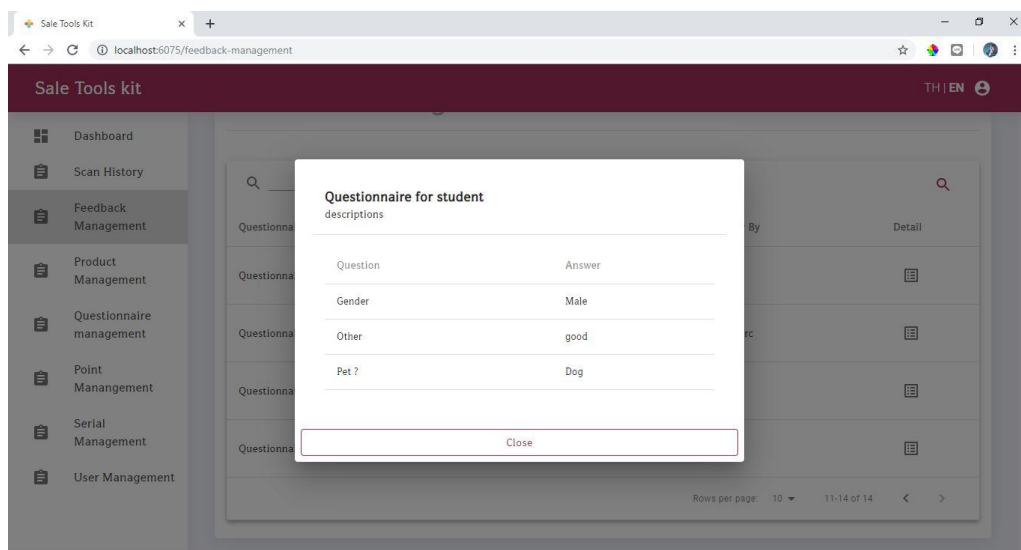 Sale Tools Kit
localhost:6075/feedback-management
Sale Tools kit
TH | EN
Dashboard
Scan History
Feedback
Management
Product
Management
Questionnaire
management
Point
Manangement
Serial
Management
User Management
Questionna
By
Detail
Questionna
Questionna
rc
Questionna
Questionna
Rows per page: 10
11-14 of 14
Questionnaire for student
descriptions
Question Answer
Gender Male
Other good
Pet ? Dog
Close